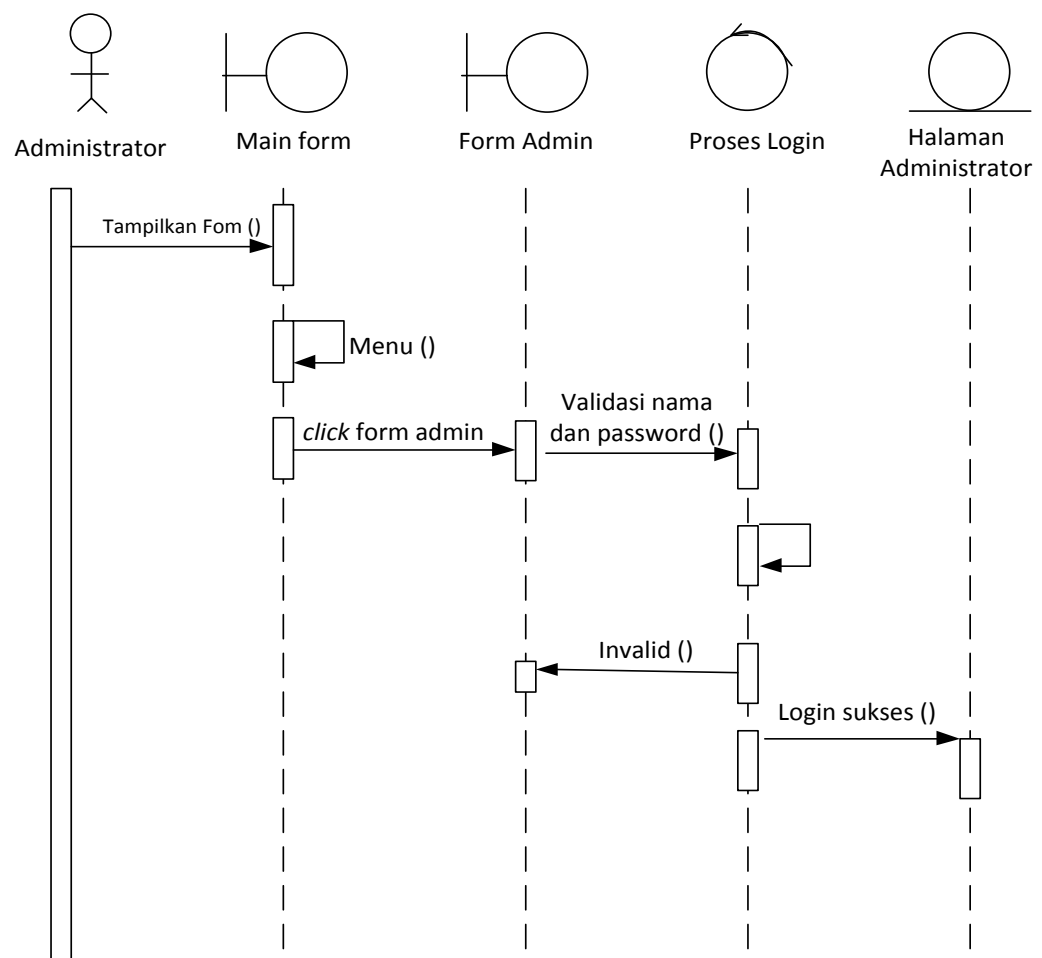 Administrator
Main form
Form Admin
Proses Login
Halaman
Administrator
Tampilkan Fom ()
Menu ()
click form admin
Validasi nama
dan password ()
Invalid ()
Login sukses ()